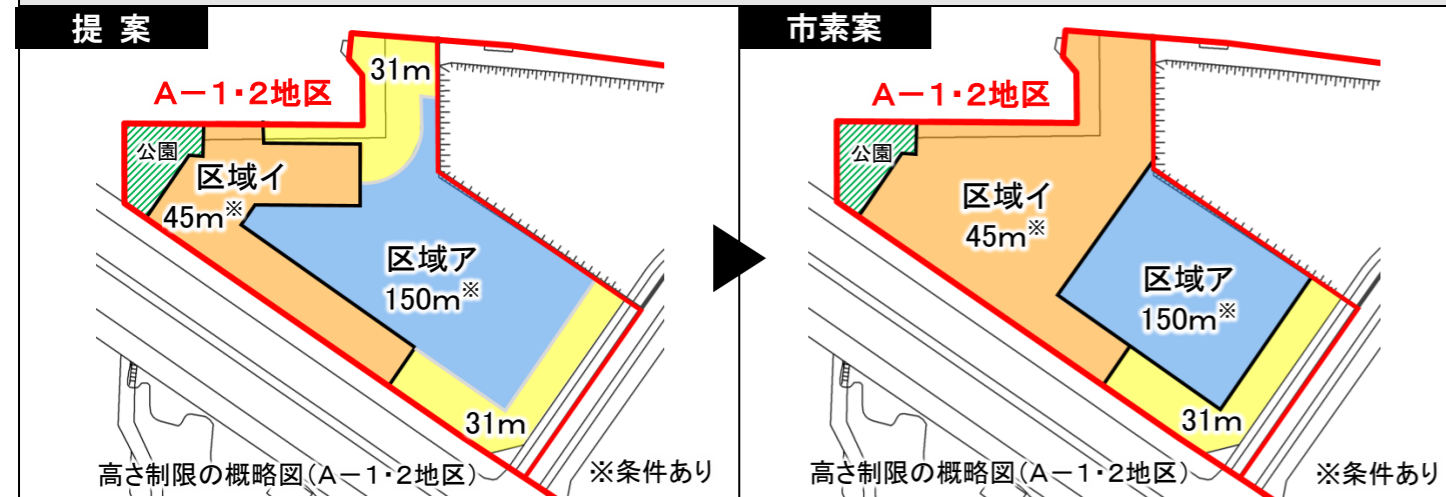 提 案
31m
A-1・2地区
公園
区域イ
45m※
区域ア
150m※
31m
高さ制限の概略図(A-1・2地区)
※条件あり
市素案
A-1・2地区
公園
区域イ
45m※
区域ア
150m※
31m
高さ制限の概略図(A-1・2地区)
※条件あり